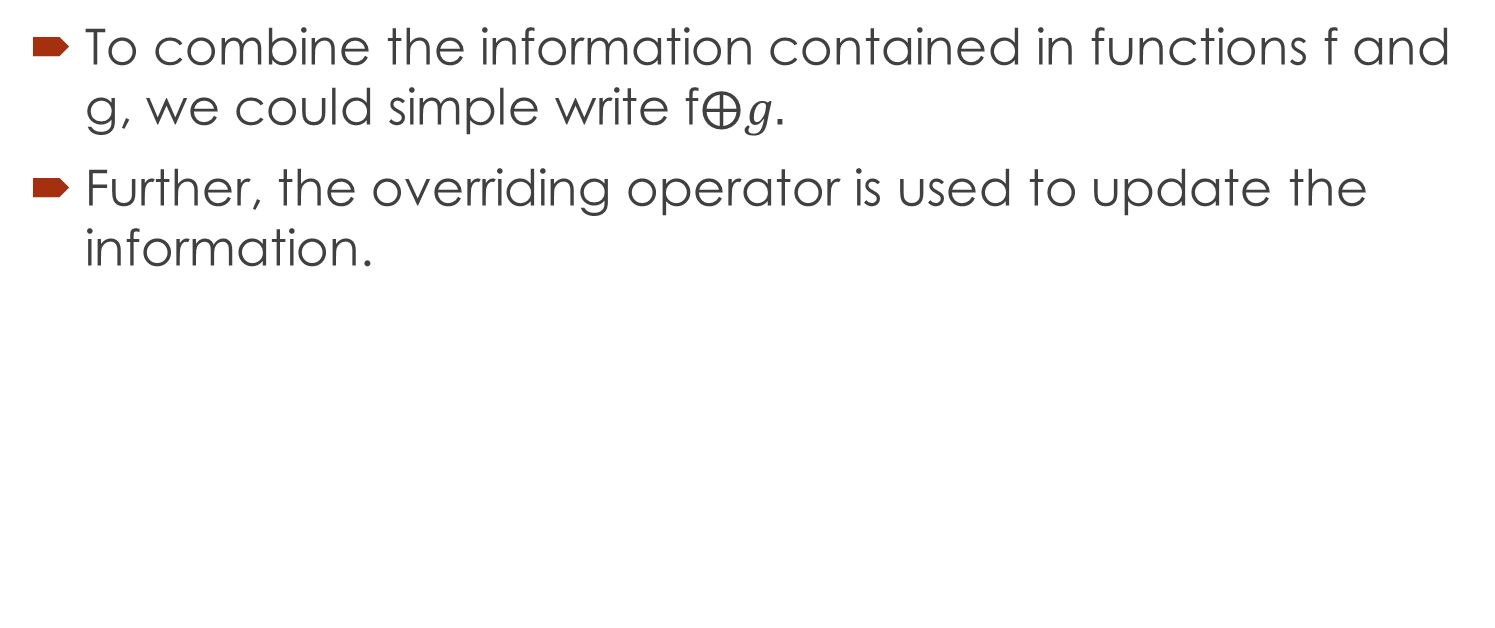 To combine the information contained in functions f and
g, we could simple write f⊕𝑔.
Further, the overriding operator is used to update the
information.